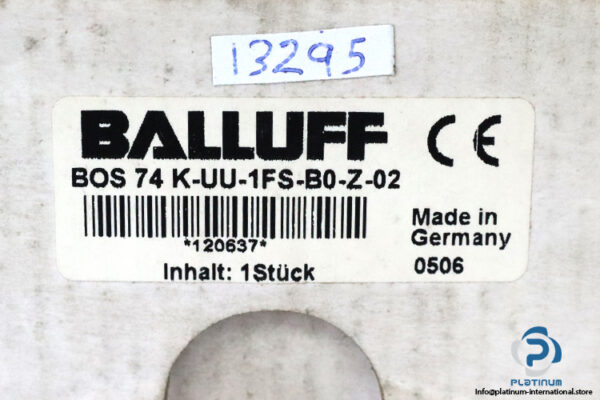 13295
BALLUFF CE
BOS 74 K-UU-1FS-B0-Z-02
*120637*
Inhalt: 1Stück
Made in
Germany
0506
PLATINUM
Info@platinum-international.store